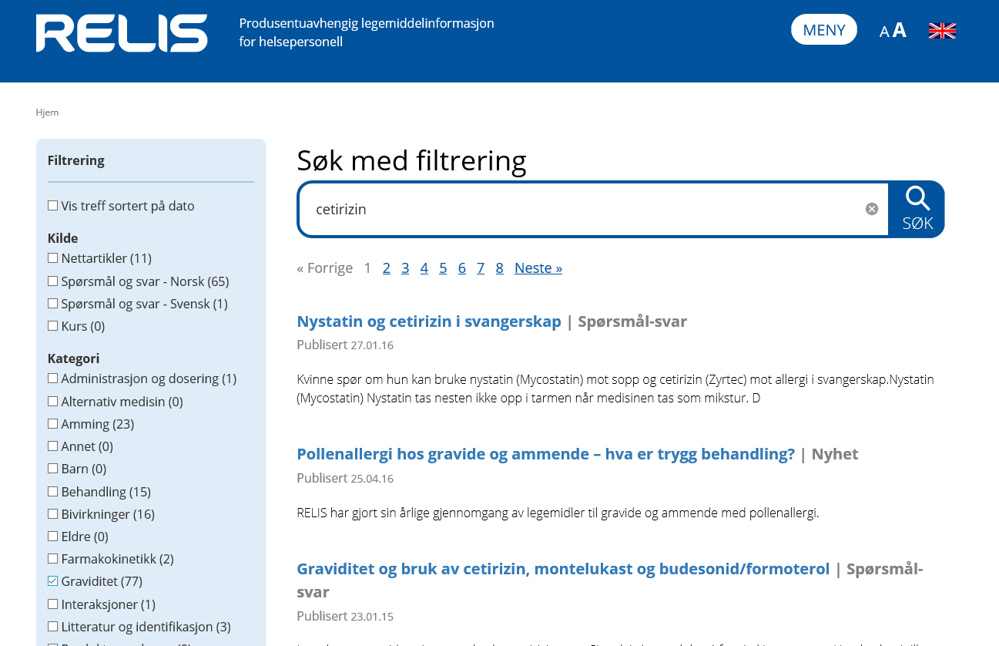 RELIS
Produsentuavhengig legemiddelinformasjon
for helsepersonell
MENY
A A
Hjem
Filtrering
Vis treff sortert på dato
Kilde
Nettartikler (11)
Spørsmål og svar - Norsk (65)
Spørsmål og svar - Svensk (1)
Kurs (0)
Kategori
Administrasjon og dosering (1)
Alternativ medisin (0)
Amming (23)
Annet (0)
Barn (0)
Behandling (15)
Bivirkninger (16)
Eldre (0)
Farmakokinetikk (2)
Graviditet (77)
Interaksjoner (1)
Litteratur og identifikasjon (3)
Søk med filtrering
cetirizin
SØK
« Forrige 1 2 3 4 5 6 7 8 Neste »
Nystatin og cetirizin i svangerskap | Spørsmål-svar
Publisert 27.01.16
Kvinne spør om hun kan bruke nystatin (Mycostatin) mot sopp og cetirizin (Zyrtec) mot allergi i svangerskap.Nystatin
(Mycostatin) Nystatin tas nesten ikke opp i tarmen når medisinen tas som mikstur. D
Pollenallergi hos gravide og ammende – hva er trygg behandling? | Nyhet
Publisert 25.04.16
RELIS har gjort sin årlige gjennomgang av legemidler til gravide og ammende med pollenallergi.
Graviditet og bruk av cetirizin, montelukast og budesonid/formoterol | Spørsmål-
svar
Publisert 23.01.15